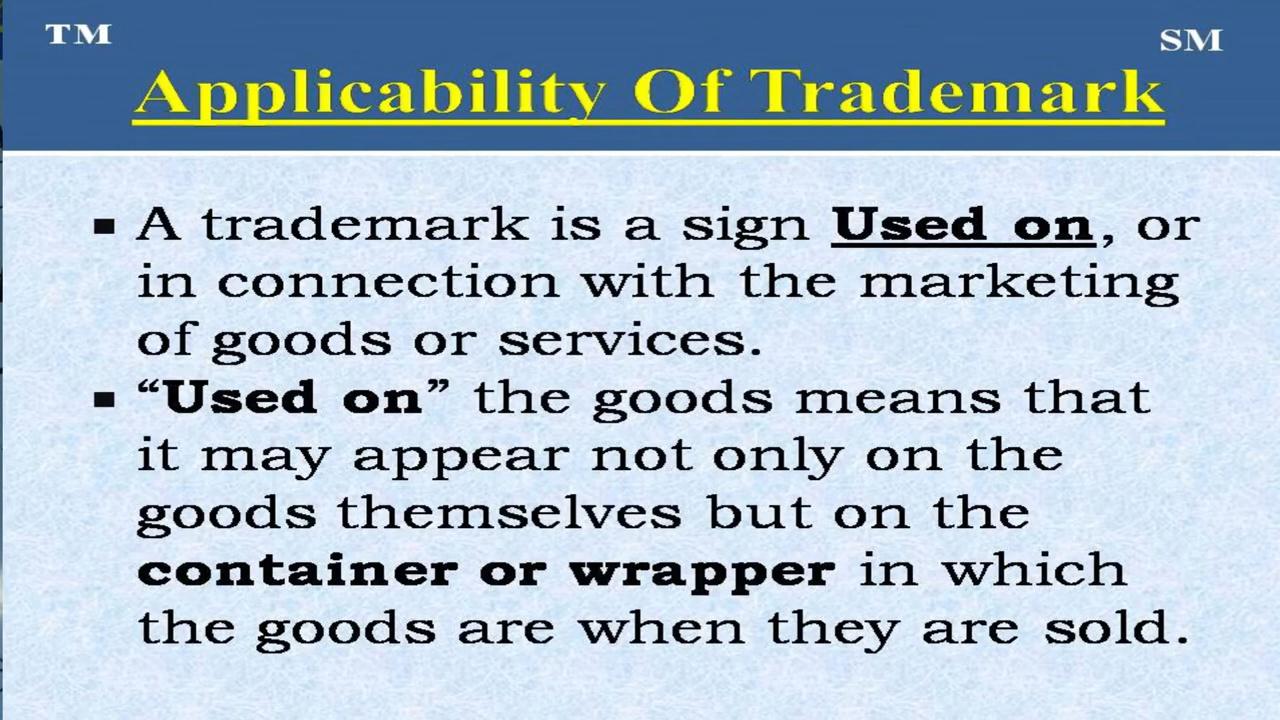 TM
SM
Applicability Of Trademark
▪ A trademark is a sign Used on, or
in connection with the marketing
of goods or services.
▪ “Used on” the goods means that
it may appear not only on the
goods themselves but on the
container or wrapper in which
the goods are when they are sold.